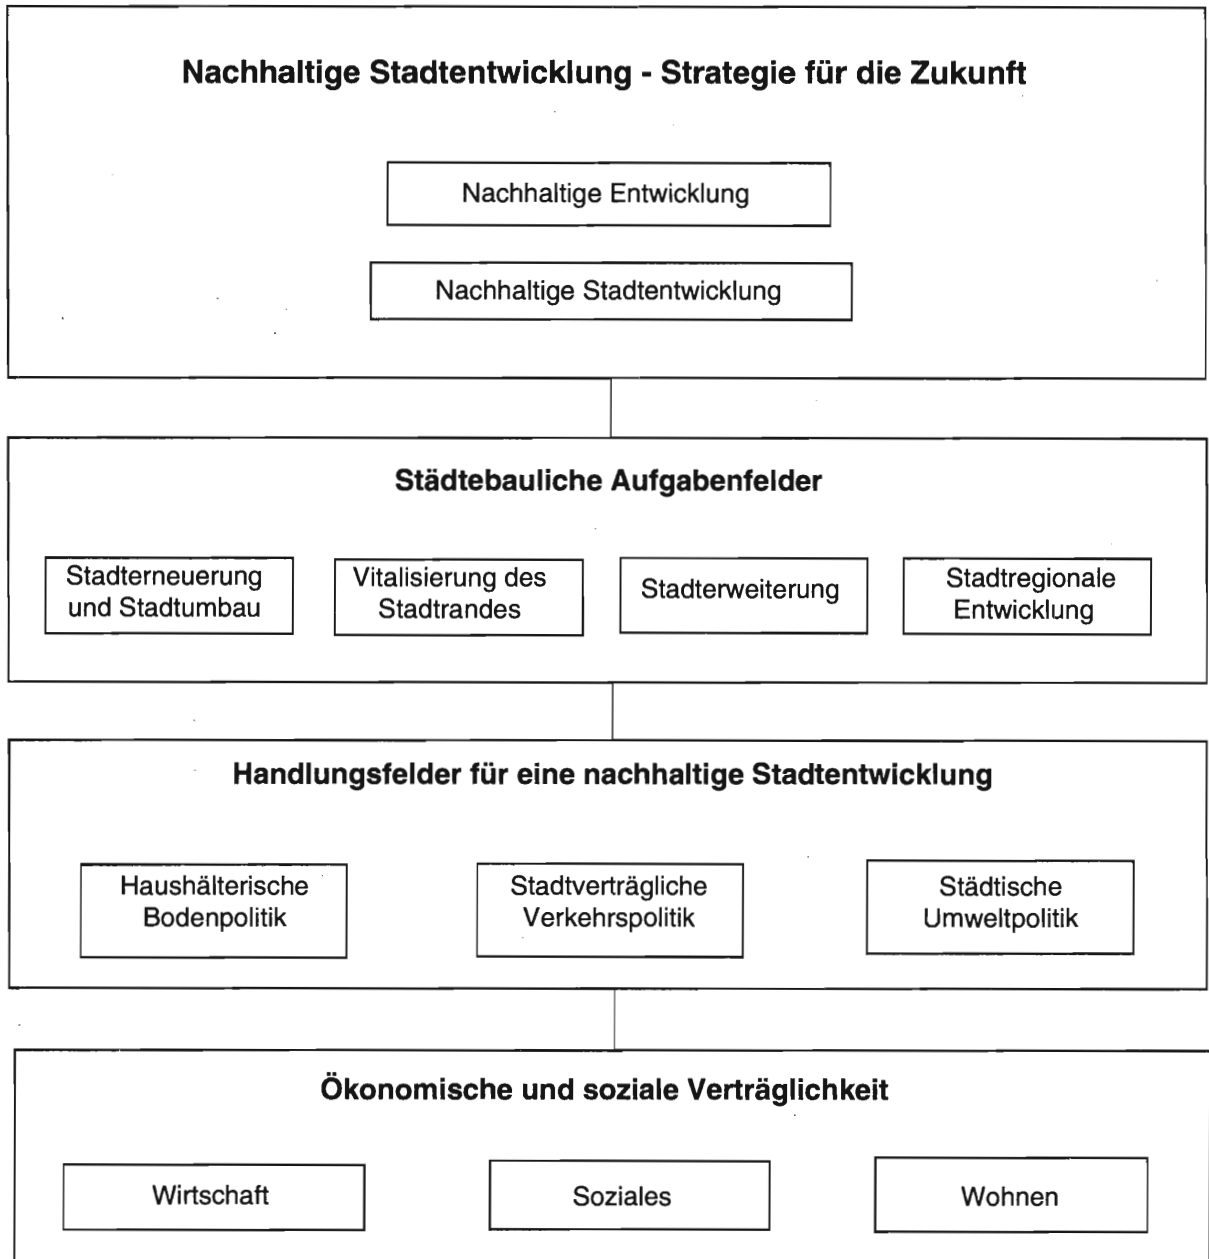 Nachhaltige Stadtentwicklung - Strategie für die Zukunft
Nachhaltige Entwicklung
Nachhaltige Stadtentwicklung
Städtebauliche Aufgabenfelder
Stadterneuerung
und Stadtumbau
Vitalisierung des
Stadtrandes
Stadterweiterung
Stadtregionale
Entwicklung
Handlungsfelder für eine nachhaltige Stadtentwicklung
Haushälterische
Bodenpolitik
Stadtverträgliche
Verkehrspolitik
Städtische
Umweltpolitik
Ökonomische und soziale Verträglichkeit
Wirtschaft
Soziales
Wohnen